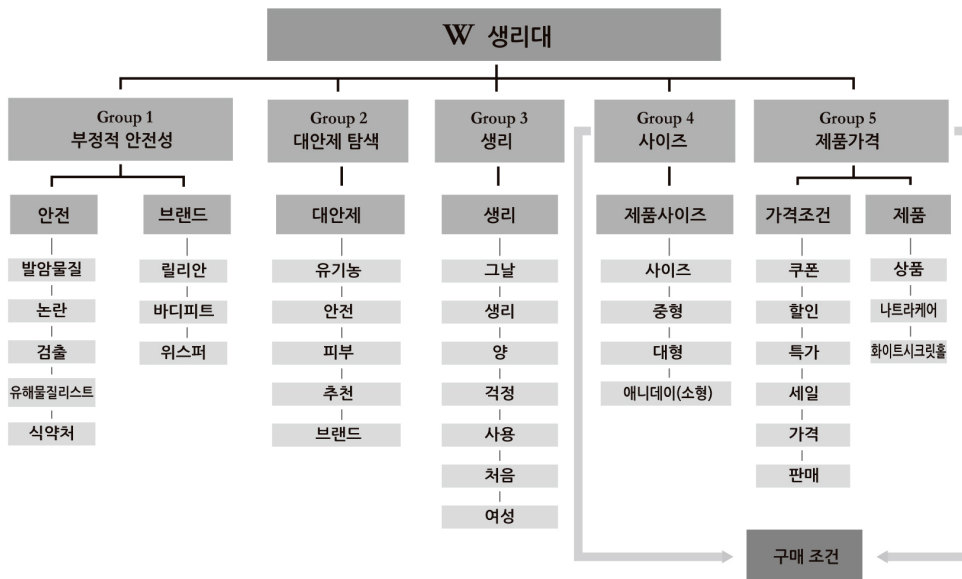 W 생리대
Group 1
부정적 안전성
Group 2
대안제 탐색
Group 3
생리
Group 4
사이즈
Group 5
제품가격
안전
브랜드
대안제
생리
제품사이즈
가격조건
제품
발암물질
논란
검출
유해물질리스트
식약처
릴리안
바디피트
위스퍼
유기농
안전
피부
추천
브랜드
그날
생리
양
걱정
사용
처음
여성
사이즈
중형
대형
애니데이(소형)
쿠폰
할인
특가
세일
가격
판매
상품
나트라케어
화이트시크릿홀
구매 조건